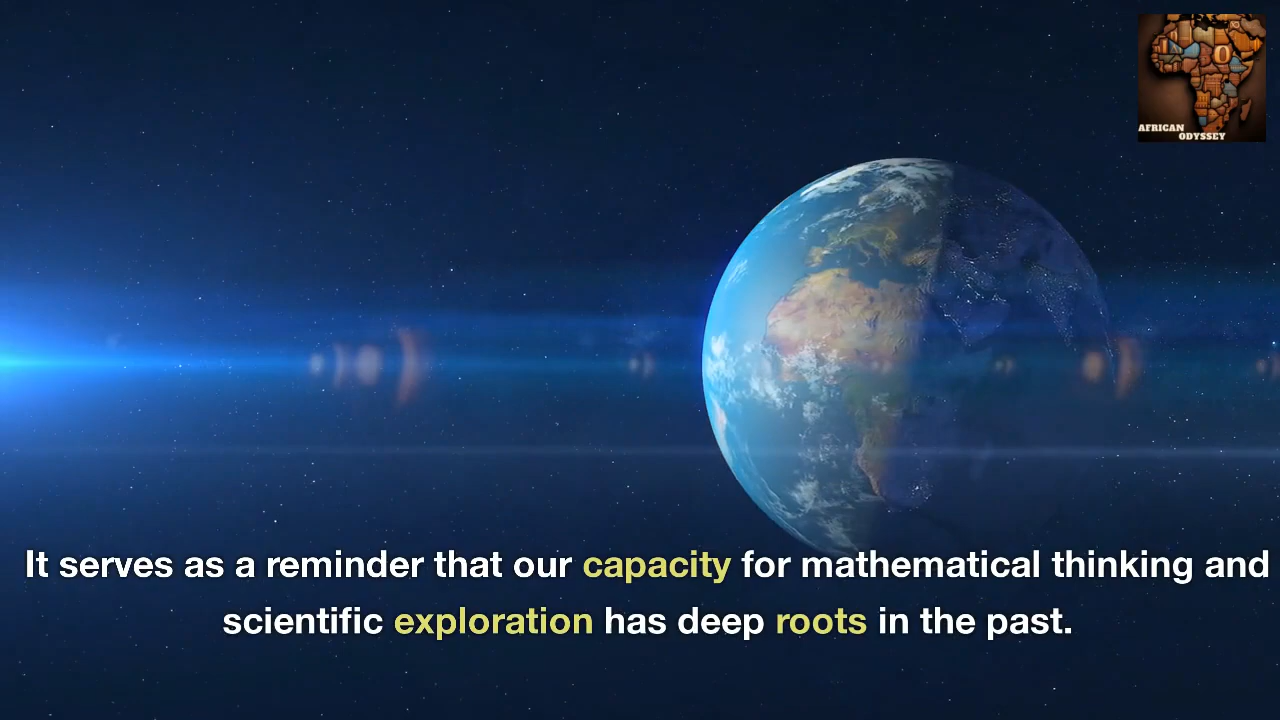 AFRICAN
ODYSSEY
It serves as a reminder that our capacity for mathematical thinking and
scientific exploration has deep roots in the past.